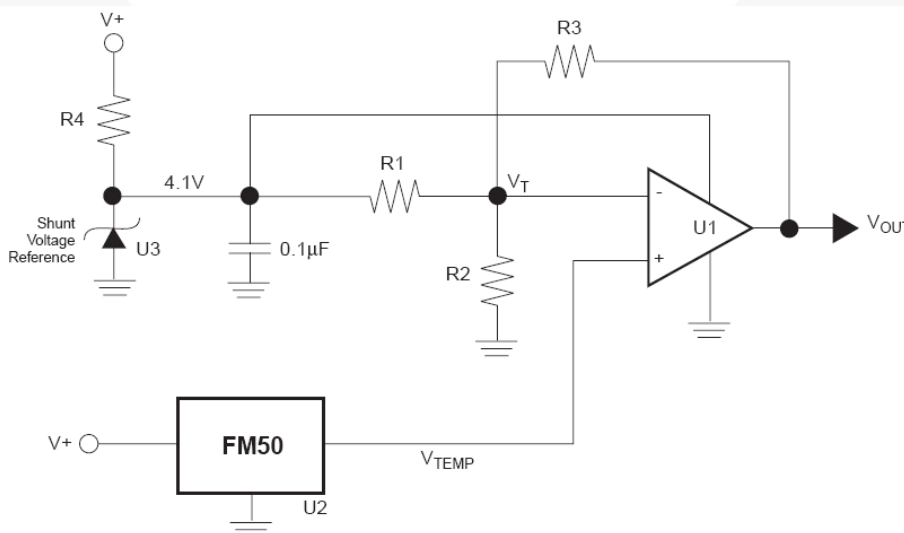 V+
R3
R4
4.1V
R1
VT
Shunt
Voltage
Reference
U3
0.1µF
R2
-
+
U1
VOUT
V+
FM50
VTEMP
U2